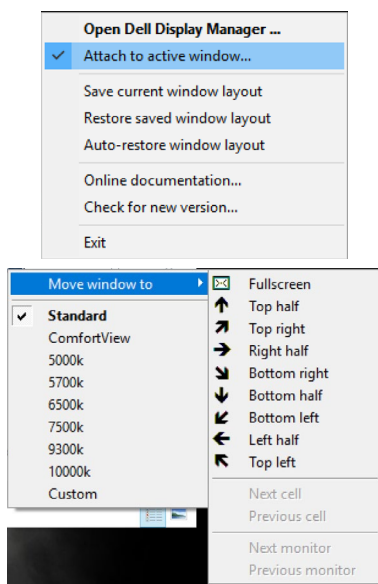 Open Dell Display Manager ...
Attach to active window...
Save current window layout
Restore saved window layout
Auto-restore window layout
Online documentation...
Check for new version...
Exit
Move window to
Standard
ComfortView
5000k
5700k
6500k
7500k
9300k
10000k
Custom
Fullscreen
Top half
Top right
Right half
Bottom right
Bottom half
Bottom left
Left half
Top left
Next cell
Previous cell
Next monitor
Previous monitor